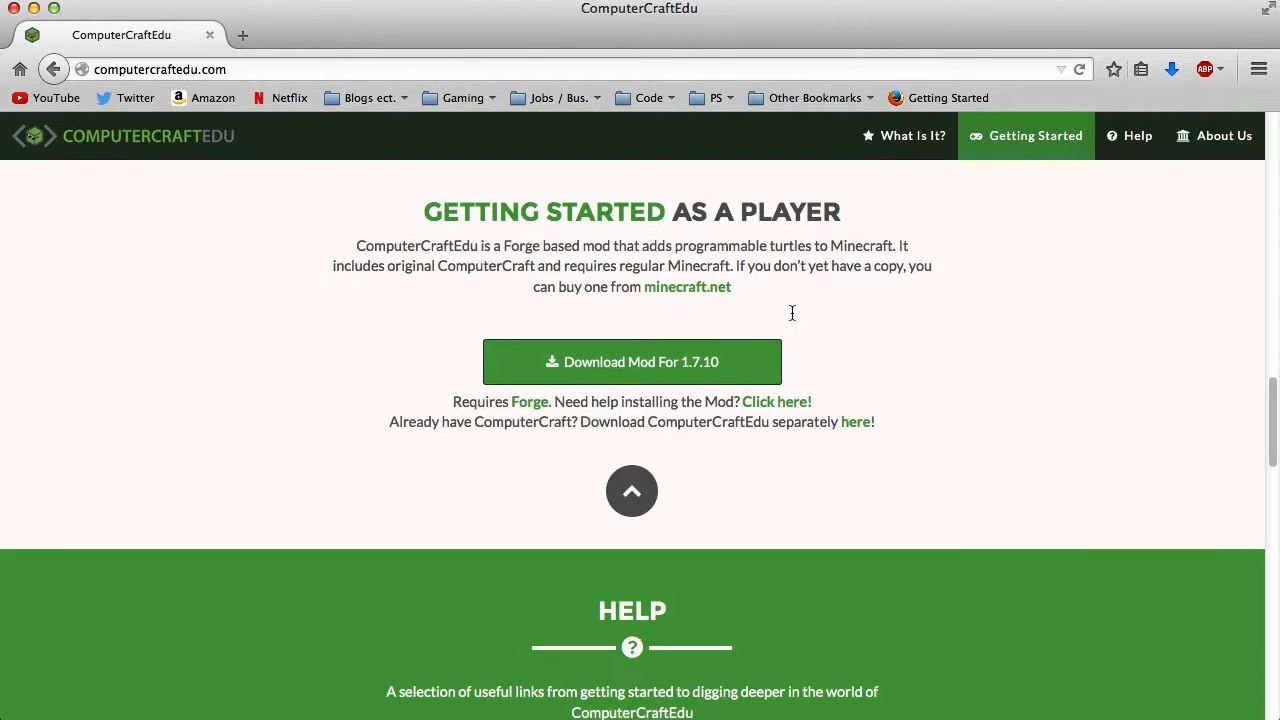 ComputerCraftEdu
ComputerCraftEdu
computercraftedu.com
ABP
YouTube Twitter Amazon Netflix Blogs ect. Gaming Jobs / Bus. Code PS Other Bookmarks Getting Started
COMPUTERCRAFTEDU What Is It? Getting Started Help About Us
GETTING STARTED AS A PLAYER
ComputerCraftEdu is a Forge based mod that adds programmable turtles to Minecraft. It
includes original ComputerCraft and requires regular Minecraft. If you don't yet have a copy, you
can buy one from minecraft.net
Download Mod For 1.7.10
Requires Forge. Need help installing the Mod? Click here!
Already have ComputerCraft? Download ComputerCraftEdu separately here!
HELP
?
A selection of useful links from getting started to digging deeper in the world of
ComputerCraftEdu